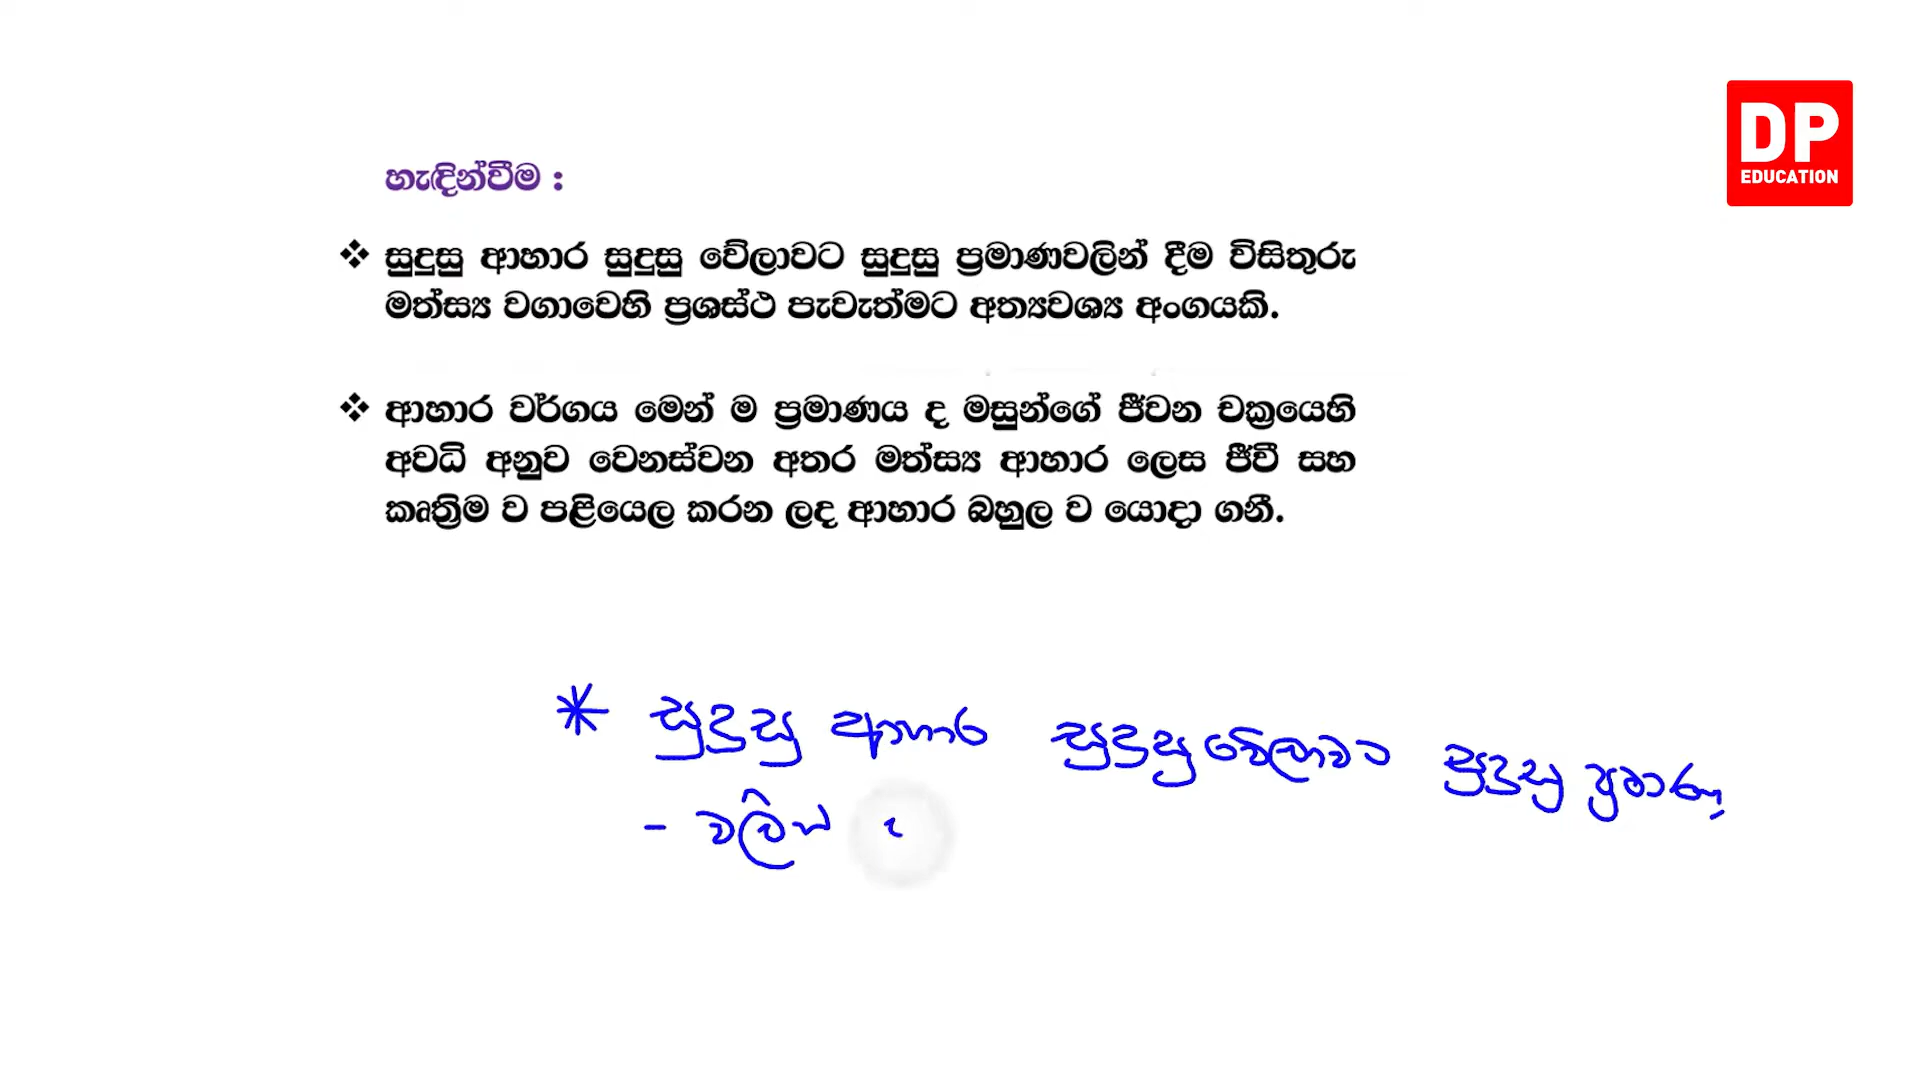 DP
EDUCATION
හැඳින්වීම :
❖ සුදුසු ආහාර සුදුසු වේලාවට සුදුසු ප්‍රමාණවලින් දීම විසිතුරු
මත්ස්‍ය වගාවෙහි ප්‍රශස්ථ පැවැත්මට අත්‍යවශ්‍ය අංගයකි.
❖ ආහාර වර්ගය මෙන් ම ප්‍රමාණය ද මසුන්ගේ ජීවන චක්‍රයෙහි
අවධි අනුව වෙනස්වන අතර මත්ස්‍ය ආහාර ලෙස ජීවී සහ
කෘත්‍රිම ව පළියෙල කරන ලද ආහාර බහුල ව යොදා ගනී.
* සුදුසු ආහාර සුදුසු වේලාවට සුදුසු ප්‍රමාණ
- වලින්